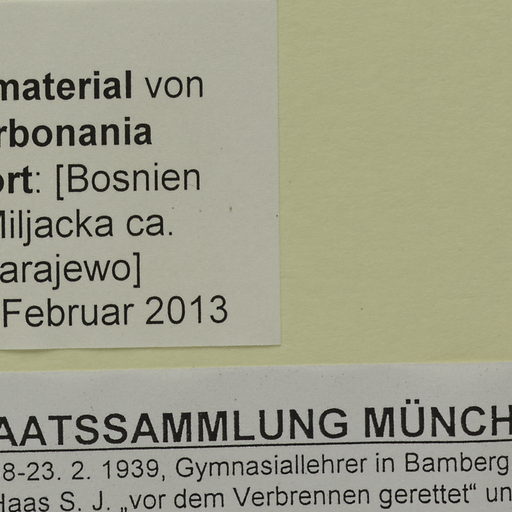 material von
rbonania
ort: [Bosnien
Miljacka ca.
arajewo]
Februar 2013
AATSSAMMLUNG MÜNCH
8-23. 2. 1939, Gymnasiallehrer in Bamberg
Haas S. J. „vor dem Verbrennen gerettet“ un